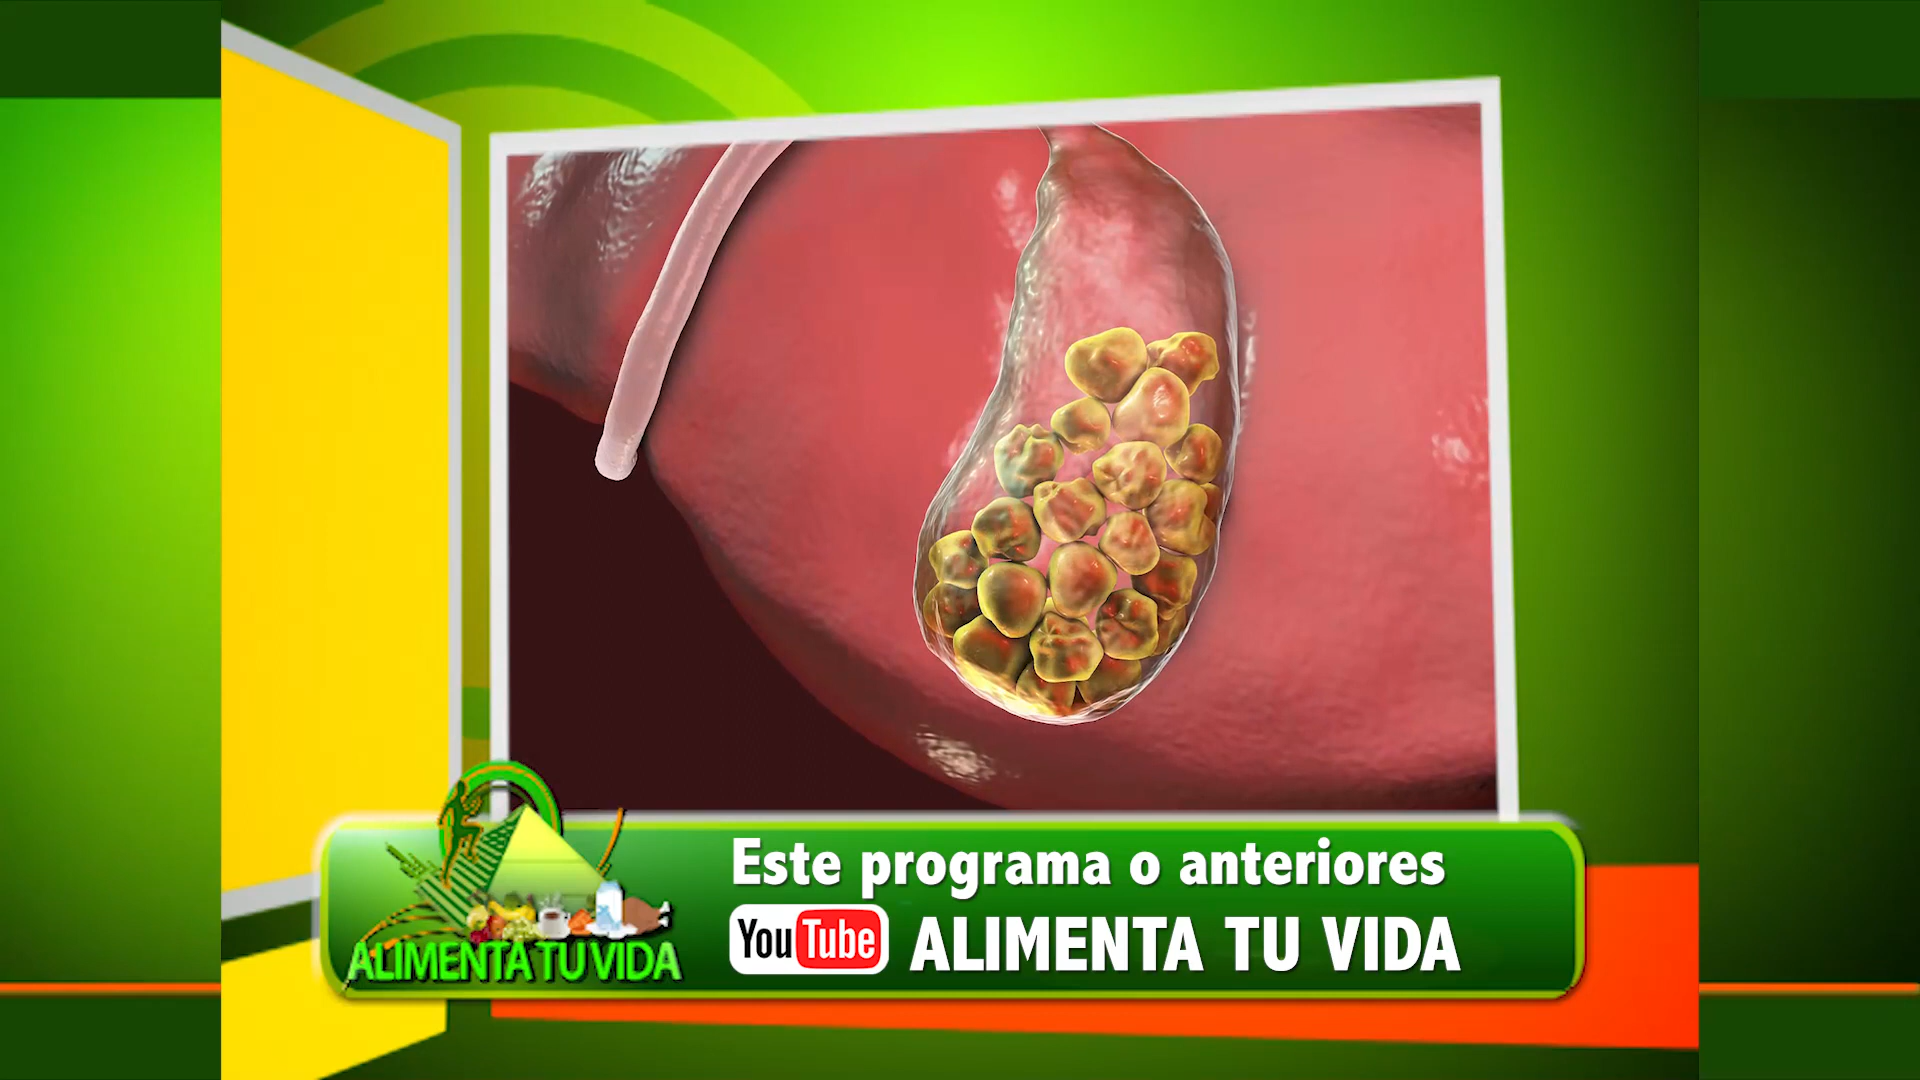 Este programa o anteriores
YouTube ALIMENTA TU VIDA
ALIMENTA TU VIDA